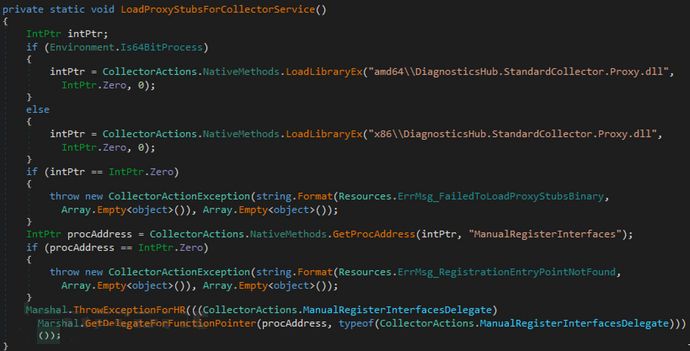 private static void LoadProxyStubsForCollectorService()
{
IntPtr intPtr;
if (Environment.Is64BitProcess)
{
intPtr = CollectorActions.NativeMethods.LoadLibraryEx("amd64\\DiagnosticsHub.StandardCollector.Proxy.dll",
IntPtr.Zero, 0);
}
else
{
intPtr = CollectorActions.NativeMethods.LoadLibraryEx("x86\\DiagnosticsHub.StandardCollector.Proxy.dll",
IntPtr.Zero, 0);
}
if (intPtr == IntPtr.Zero)
{
throw new CollectorActionException(string.Format(Resources.ErrMsg_FailedToLoadProxyStubsBinary,
Array.Empty<object>()), Array.Empty<object>());
}
IntPtr procAddress = CollectorActions.NativeMethods.GetProcAddress(intPtr, "ManualRegisterInterfaces");
if (procAddress == IntPtr.Zero)
{
throw new CollectorActionException(string.Format(Resources.ErrMsg_RegistrationEntryPointNotFound,
Array.Empty<object>()), Array.Empty<object>());
}
Marshal.ThrowExceptionForHR(((CollectorActions.ManualRegisterInterfacesDelegate)
Marshal.GetDelegateForFunctionPointer(procAddress, typeof(CollectorActions.ManualRegisterInterfacesDelegate)))
());
}